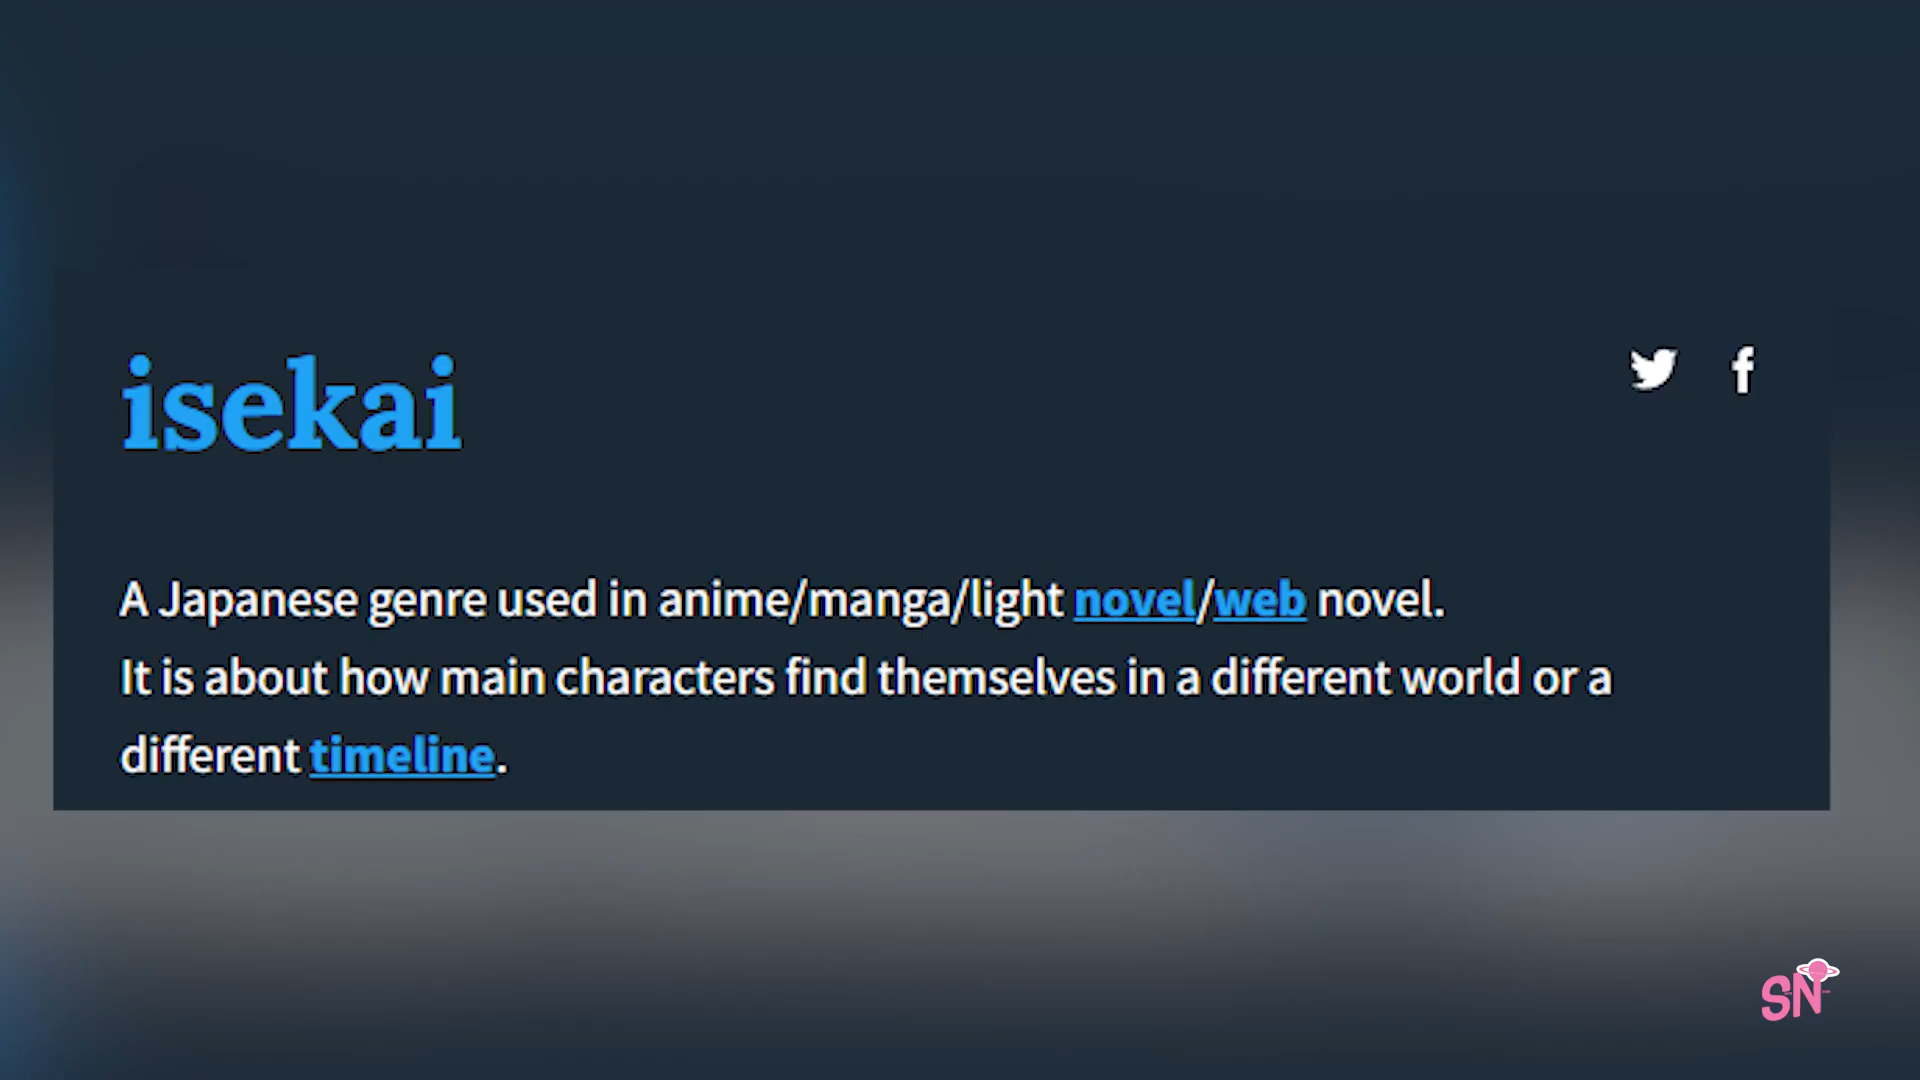 isekai
A Japanese genre used in anime/manga/light novel/web novel.
It is about how main characters find themselves in a different world or a
different timeline.
SN